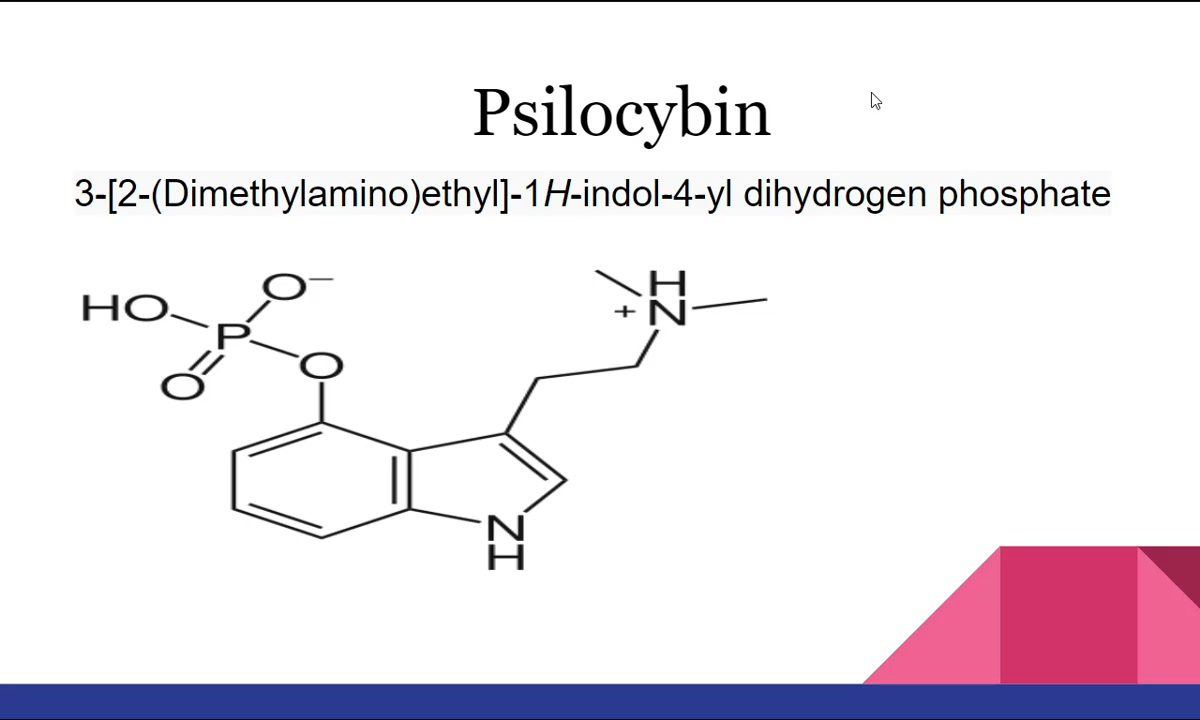 Psilocybin
3-[2-(Dimethylamino)ethyl]-1H-indol-4-yl dihydrogen phosphate
O−
H
HO
+ N
P
O
O
N
H